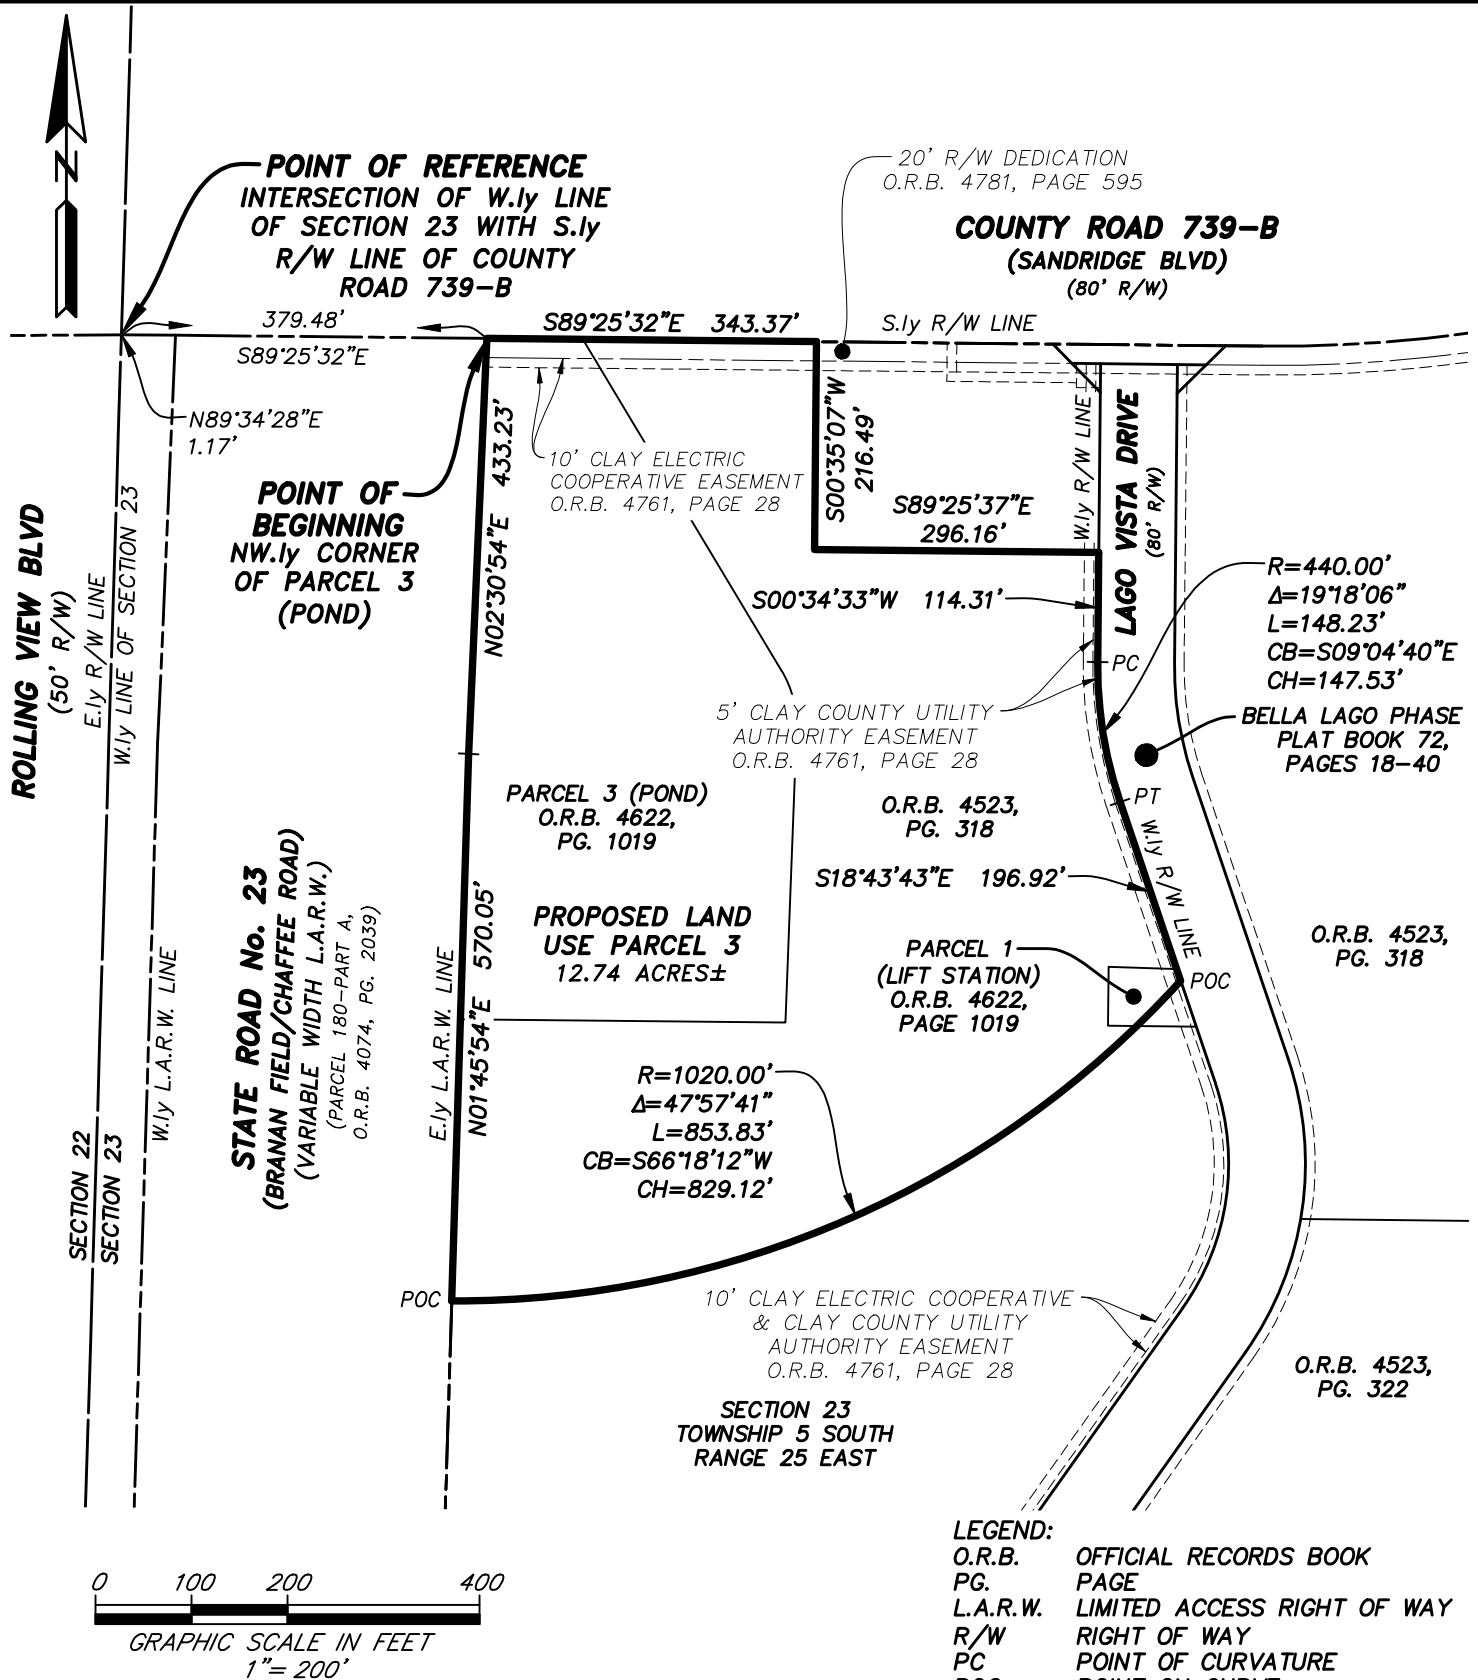 N
POINT OF REFERENCE
INTERSECTION OF W.ly LINE
OF SECTION 23 WITH S.ly
R/W LINE OF COUNTY
ROAD 739-B
20' R/W DEDICATION
O.R.B. 4781, PAGE 595
COUNTY ROAD 739-B
(SANDRIDGE BLVD)
(80' R/W)
379.48'
S89°25'32"E
S89°25'32"E 343.37'
S.ly R/W LINE
N89°34'28"E
1.17'
POINT OF
BEGINNING
NW.ly CORNER
OF PARCEL 3
(POND)
N02°30'54"E 433.23'
10' CLAY ELECTRIC
COOPERATIVE EASEMENT
O.R.B. 4761, PAGE 28
S00°35'07"W
216.49'
S89°25'37"E
296.16'
W.ly R/W LINE
LAGO VISTA DRIVE
(80' R/W)
ROLLING VIEW BLVD
(50' R/W)
E.ly R/W LINE
W.ly LINE OF SECTION 23
S00°34'33"W 114.31'
PC
R=440.00'
Δ=19°18'06"
L=148.23'
CB=S09°04'40"E
CH=147.53'
5' CLAY COUNTY UTILITY
AUTHORITY EASEMENT
O.R.B. 4761, PAGE 28
BELLA LAGO PHASE
PLAT BOOK 72,
PAGES 18-40
PARCEL 3 (POND)
O.R.B. 4622,
PG. 1019
O.R.B. 4523,
PG. 318
PT
W.ly R/W LINE
S18°43'43"E 196.92'
STATE ROAD No. 23
(BRANAN FIELD/CHAFFEE ROAD)
(VARIABLE WIDTH L.A.R.W.)
(PARCEL 180-PART A,
O.R.B. 4074, PG. 2039)
W.ly L.A.R.W. LINE
E.ly L.A.R.W. LINE
N01°45'54"E 570.05'
PROPOSED LAND
USE PARCEL 3
12.74 ACRES±
PARCEL 1
(LIFT STATION)
O.R.B. 4622,
PAGE 1019
POC
O.R.B. 4523,
PG. 318
R=1020.00'
Δ=47°57'41"
L=853.83'
CB=S66°18'12"W
CH=829.12'
SECTION 22
SECTION 23
POC
10' CLAY ELECTRIC COOPERATIVE
& CLAY COUNTY UTILITY
AUTHORITY EASEMENT
O.R.B. 4761, PAGE 28
O.R.B. 4523,
PG. 322
SECTION 23
TOWNSHIP 5 SOUTH
RANGE 25 EAST
0 100 200 400
GRAPHIC SCALE IN FEET
1"= 200'
LEGEND:
O.R.B. OFFICIAL RECORDS BOOK
PG. PAGE
L.A.R.W. LIMITED ACCESS RIGHT OF WAY
R/W RIGHT OF WAY
PC POINT OF CURVATURE